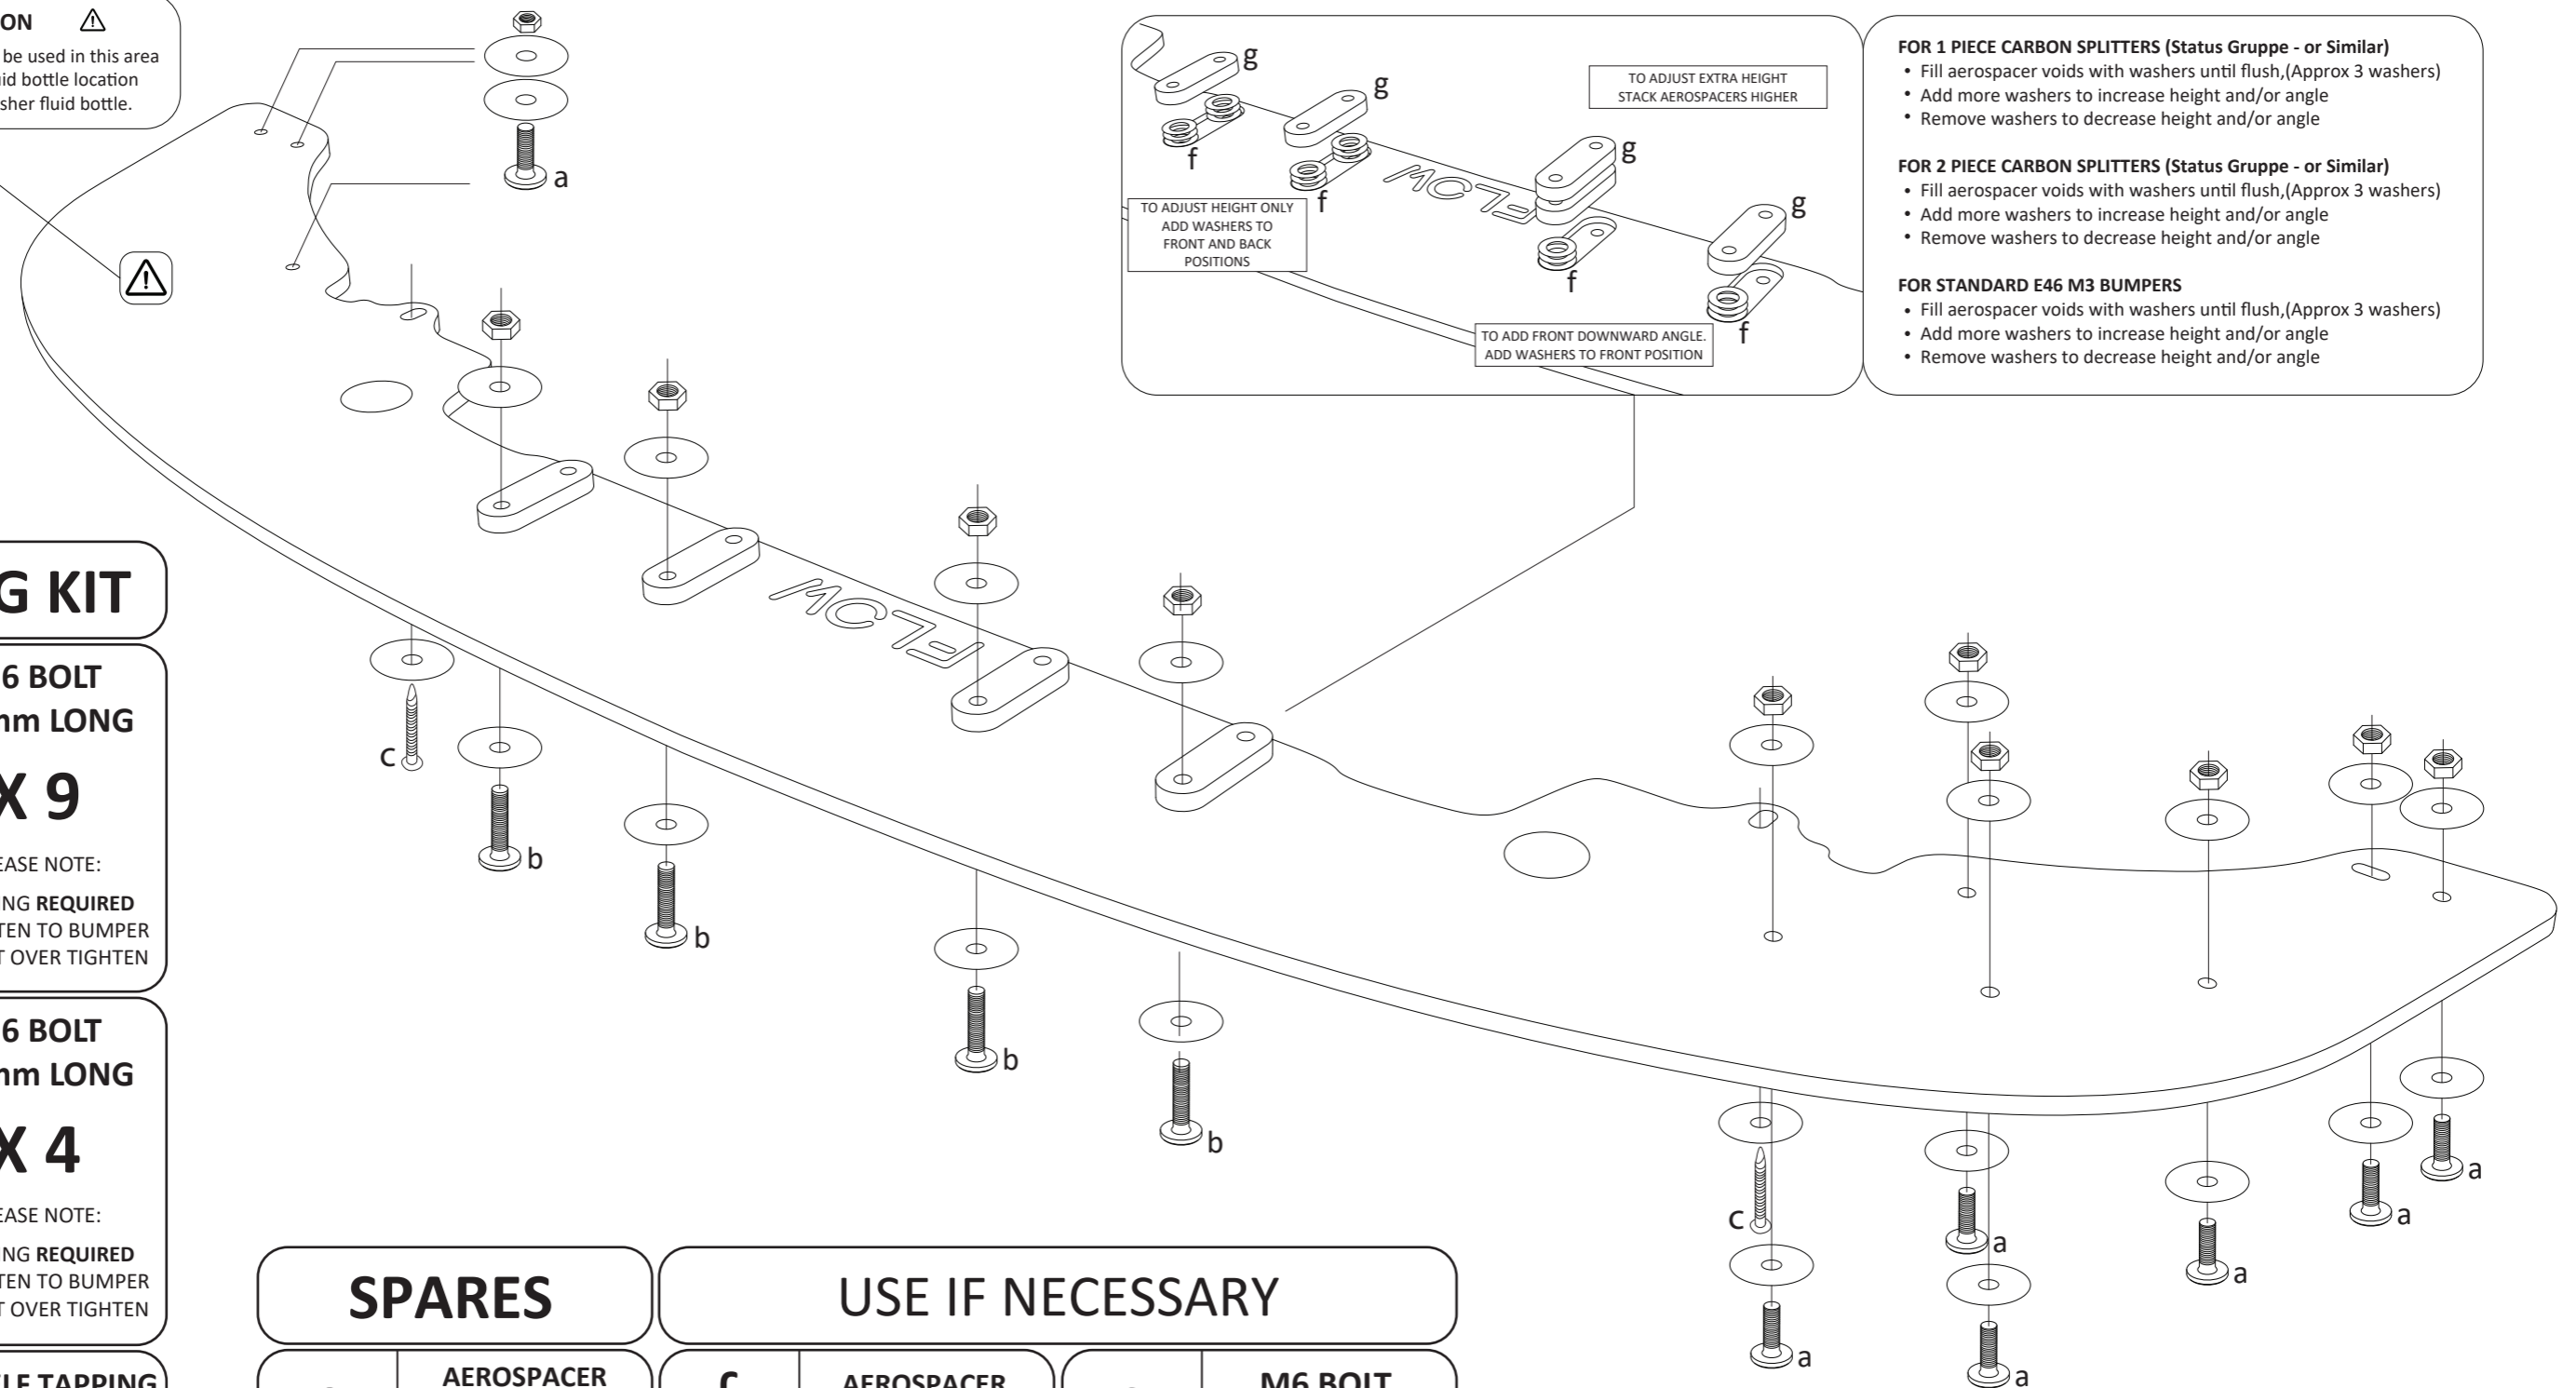 ON
be used in this area
uid bottle location
sher fluid bottle.
a
g
g
g
g
f
f
f
f
FLOW
TO ADJUST EXTRA HEIGHT
STACK AEROSPACERS HIGHER
TO ADJUST HEIGHT ONLY
ADD WASHERS TO
FRONT AND BACK
POSITIONS
TO ADD FRONT DOWNWARD ANGLE.
ADD WASHERS TO FRONT POSITION
FOR 1 PIECE CARBON SPLITTERS (Status Gruppe - or Similar)
• Fill aerospacer voids with washers until flush,(Approx 3 washers)
• Add more washers to increase height and/or angle
• Remove washers to decrease height and/or angle
FOR 2 PIECE CARBON SPLITTERS (Status Gruppe - or Similar)
• Fill aerospacer voids with washers until flush,(Approx 3 washers)
• Add more washers to increase height and/or angle
• Remove washers to decrease height and/or angle
FOR STANDARD E46 M3 BUMPERS
• Fill aerospacer voids with washers until flush,(Approx 3 washers)
• Add more washers to increase height and/or angle
• Remove washers to decrease height and/or angle
FLOW
c
b
b
b
b
c
a
a
a
a
a
a
G KIT
6 BOLT
mm LONG
X 9
EASE NOTE:
ING REQUIRED
TEN TO BUMPER
T OVER TIGHTEN
6 BOLT
mm LONG
X 4
EASE NOTE:
ING REQUIRED
TEN TO BUMPER
T OVER TIGHTEN
ELF TAPPING
SPARES
USE IF NECESSARY
AEROSPACER
f
AEROSPACER
M6 BOLT